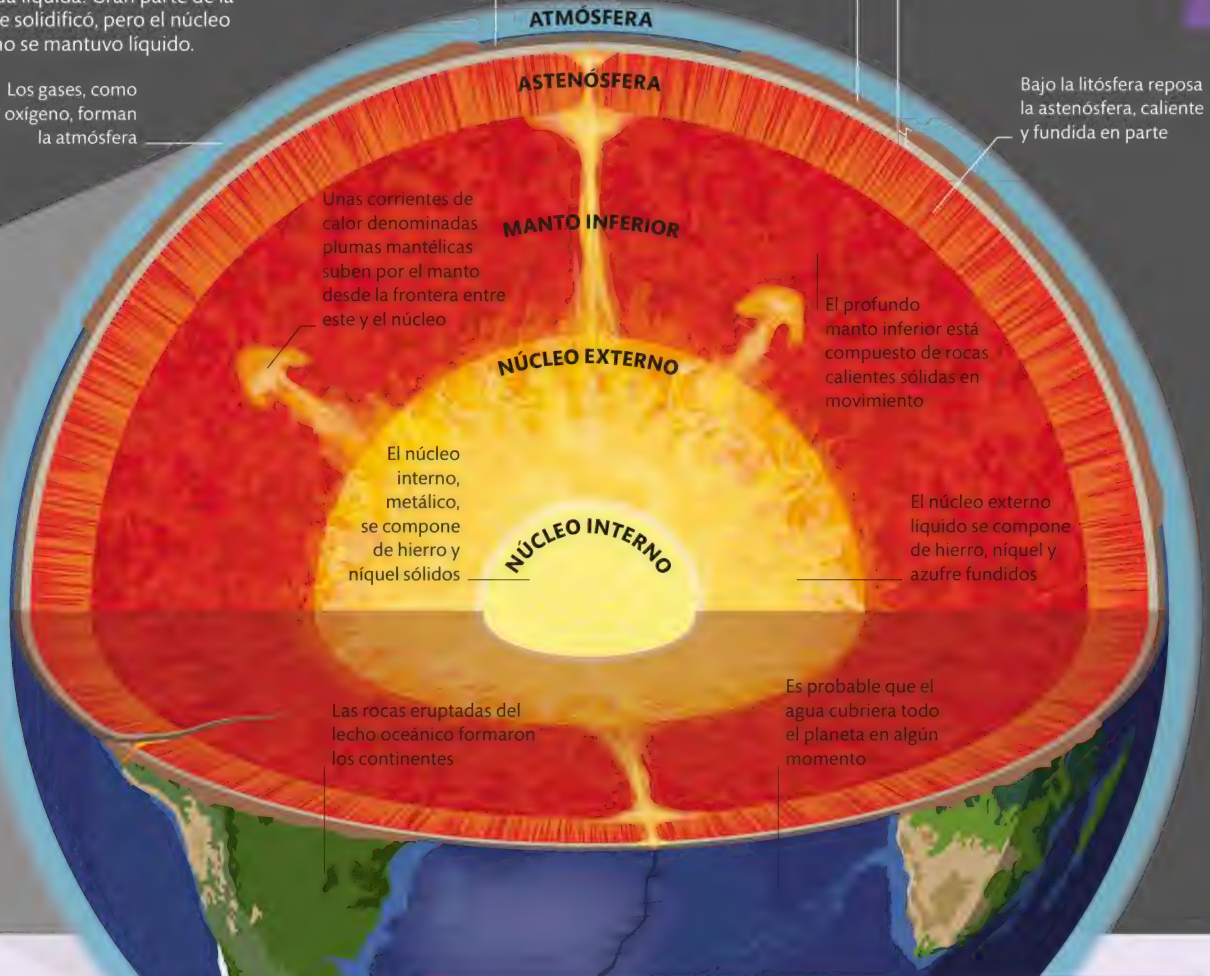 líquida. Gran parte de la
se solidificó, pero el núcleo
se mantuvo líquido.
ATMÓSFERA
Los gases, como
oxígeno, forman
la atmósfera
ASTENÓSFERA
Bajo la litósfera reposa
la astenósfera, caliente
y fundida en parte
Unas corrientes de
calor denominadas
plumas mantélicas
suben por el manto
desde la frontera entre
este y el núcleo
MANTO INFERIOR
El profundo
manto inferior está
compuesto de rocas
calientes sólidas en
movimiento
NÚCLEO EXTERNO
El núcleo
interno,
metálico,
se compone
de hierro y
níquel sólidos
NÚCLEO INTERNO
El núcleo externo
líquido se compone
de hierro, níquel y
azufre fundidos
Las rocas eruptadas del
lecho oceánico formaron
los continentes
Es probable que el
agua cubriera todo
el planeta en algún
momento